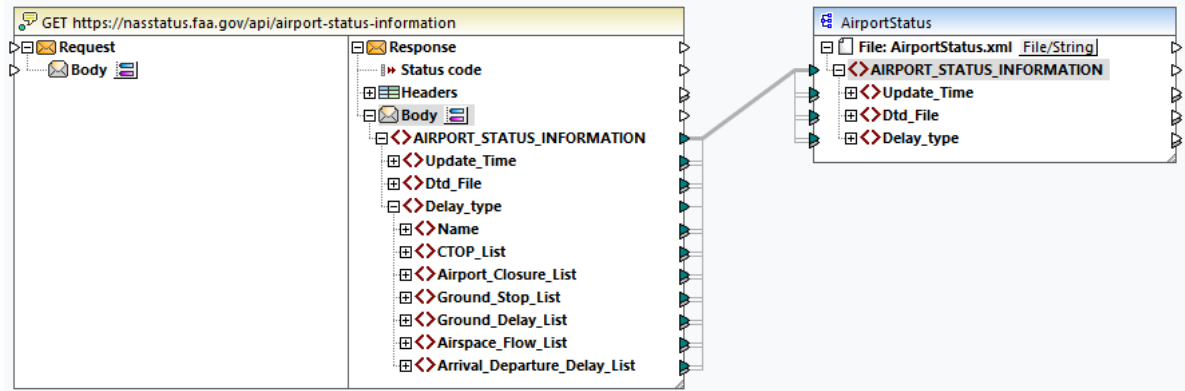 GET https://nasstatus.faa.gov/api/airport-status-information
Request
Body
Response
Status code
Headers
Body
AIRPORT_STATUS_INFORMATION
Update_Time
Dtd_File
Delay_type
Name
CTOP_List
Airport_Closure_List
Ground_Stop_List
Ground_Delay_List
Airspace_Flow_List
Arrival_Departure_Delay_List
AirportStatus
File: AirportStatus.xml File/String
AIRPORT_STATUS_INFORMATION
Update_Time
Dtd_File
Delay_type